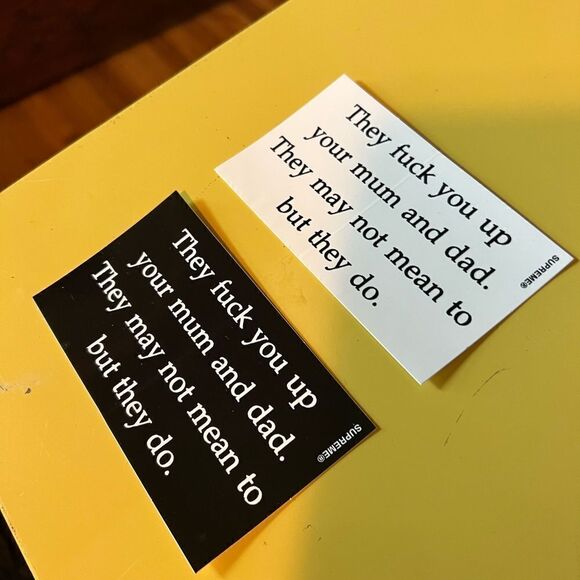 They fuck you up
your mum and dad.
They may not mean to
but they do.
SUPREME®
They fuck you up
your mum and dad.
They may not mean to
but they do.
SUPREME®